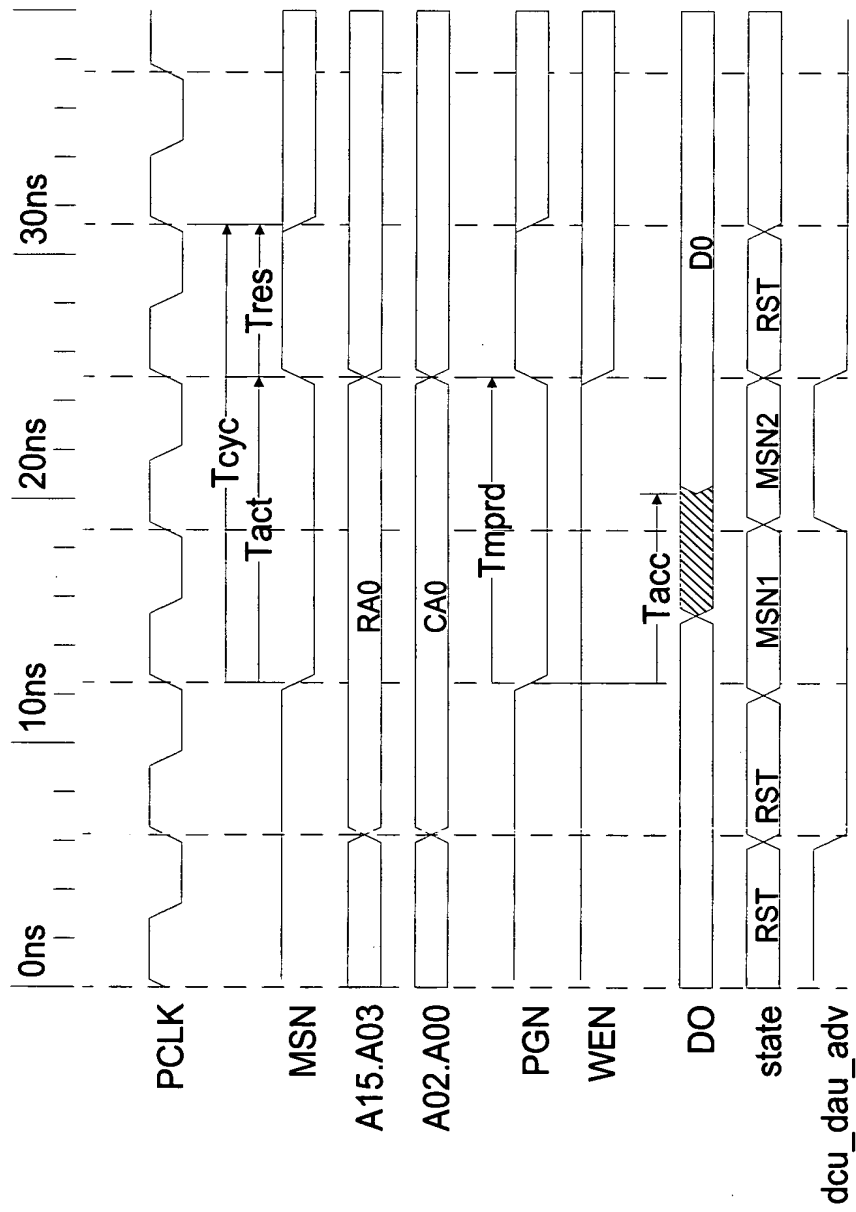 0ns 10ns 20ns 30ns
PCLK
Tcyc
Tact Tres
MSN
A15.A03 RA0
A02.A00 CA0
Tmprd
PGN
WEN
Tacc
DO D0
state RST RST MSN1 MSN2 RST
dcu_dau_adv